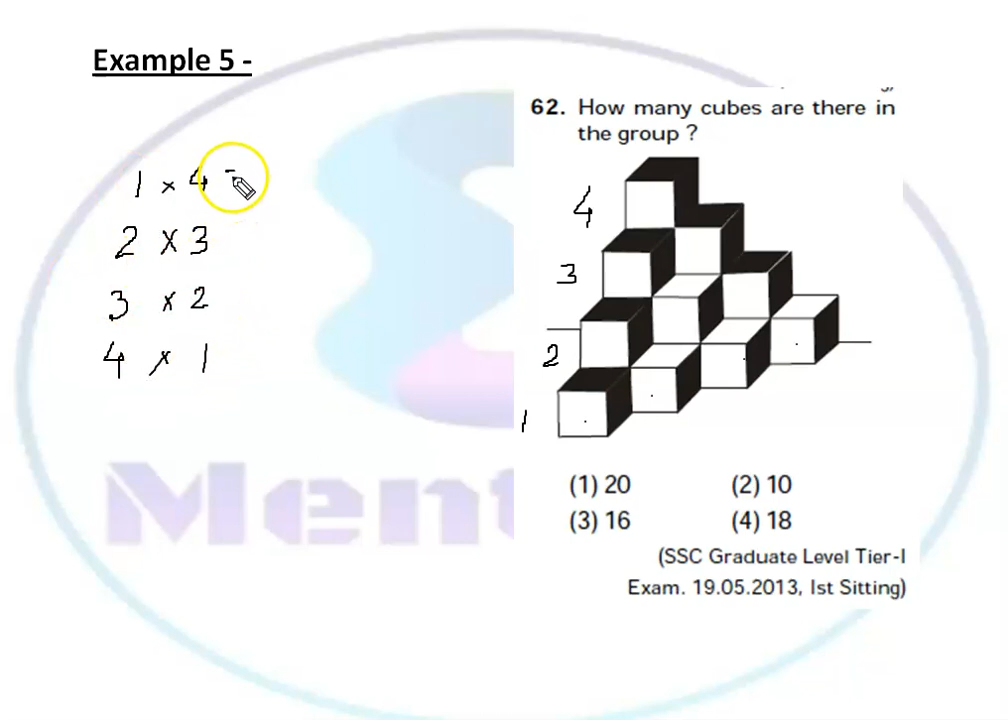 Example 5 -
1 × 4 -
2 × 3
3 × 2
4 × 1
62. How many cubes are there in
the group ?
4
3
2
1
(1) 20 (2) 10
(3) 16 (4) 18
(SSC Graduate Level Tier-I
Exam. 19.05.2013, Ist Sitting)
Ment